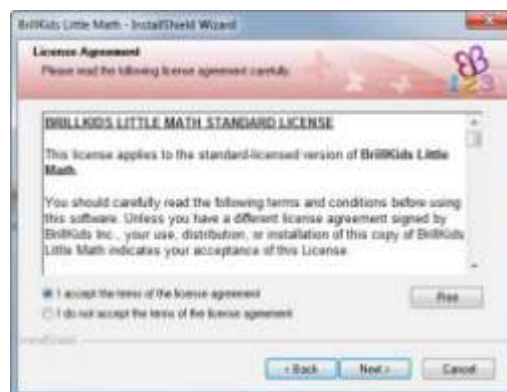 BrillKids Little Math - InstallShield Wizard
License Agreement
Please read the following license agreement carefully.
BB
123
BRILLKIDS LITTLE MATH STANDARD LICENSE
This license applies to the standard-licensed version of BrillKids Little
Math.
You should carefully read the following terms and conditions before using
this software. Unless you have a different license agreement signed by
BrillKids Inc., your use, distribution, or installation of this copy of BrillKids
Little Math indicates your acceptance of this License.
I accept the terms of the license agreement
Print
I do not accept the terms of the license agreement
InstallShield
< Back
Next >
Cancel